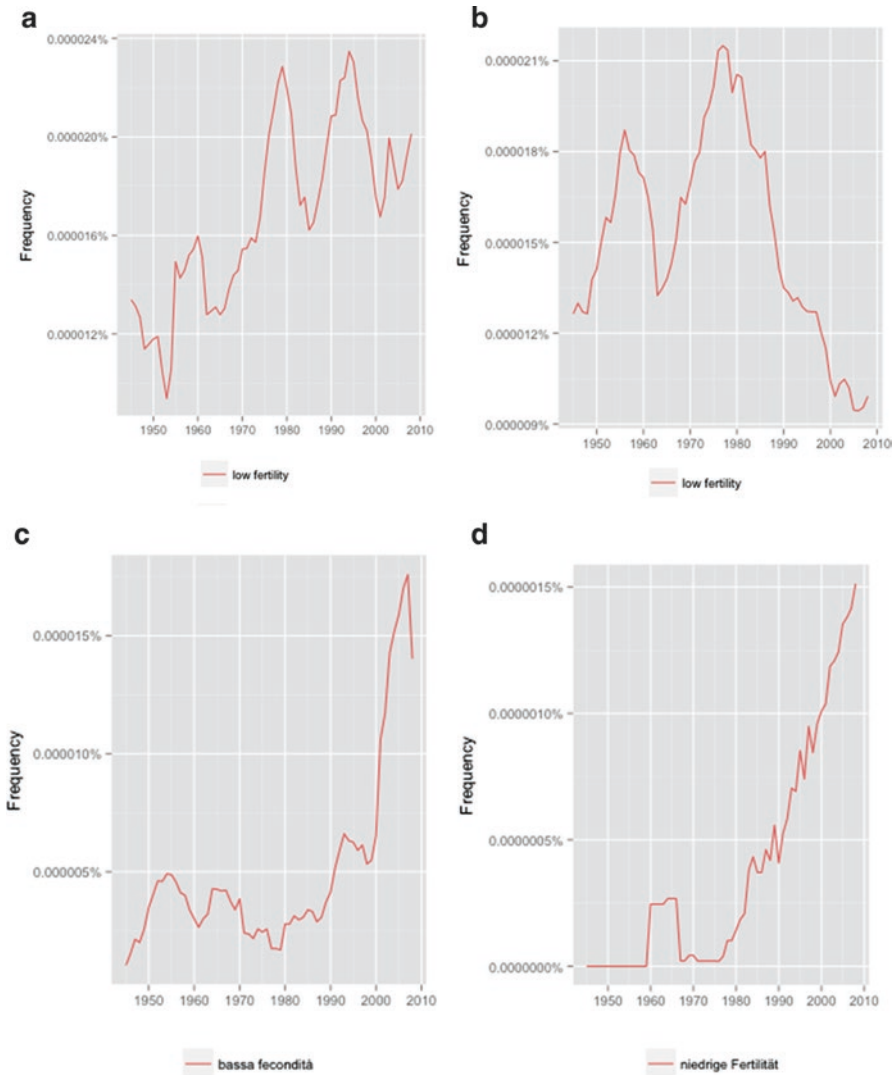 a
0.000024%
0.000020%
0.000016%
0.000012%
Frequency
1950 1960 1970 1980 1990 2000 2010
low fertility
b
0.000021%
0.000018%
0.000015%
0.000012%
0.000009%
Frequency
1950 1960 1970 1980 1990 2000 2010
low fertility
c
0.000015%
0.000010%
0.000005%
Frequency
1950 1960 1970 1980 1990 2000 2010
bassa fecondità
d
0.0000015%
0.0000010%
0.0000005%
0.0000000%
Frequency
1950 1960 1970 1980 1990 2000 2010
niedrige Fertilität